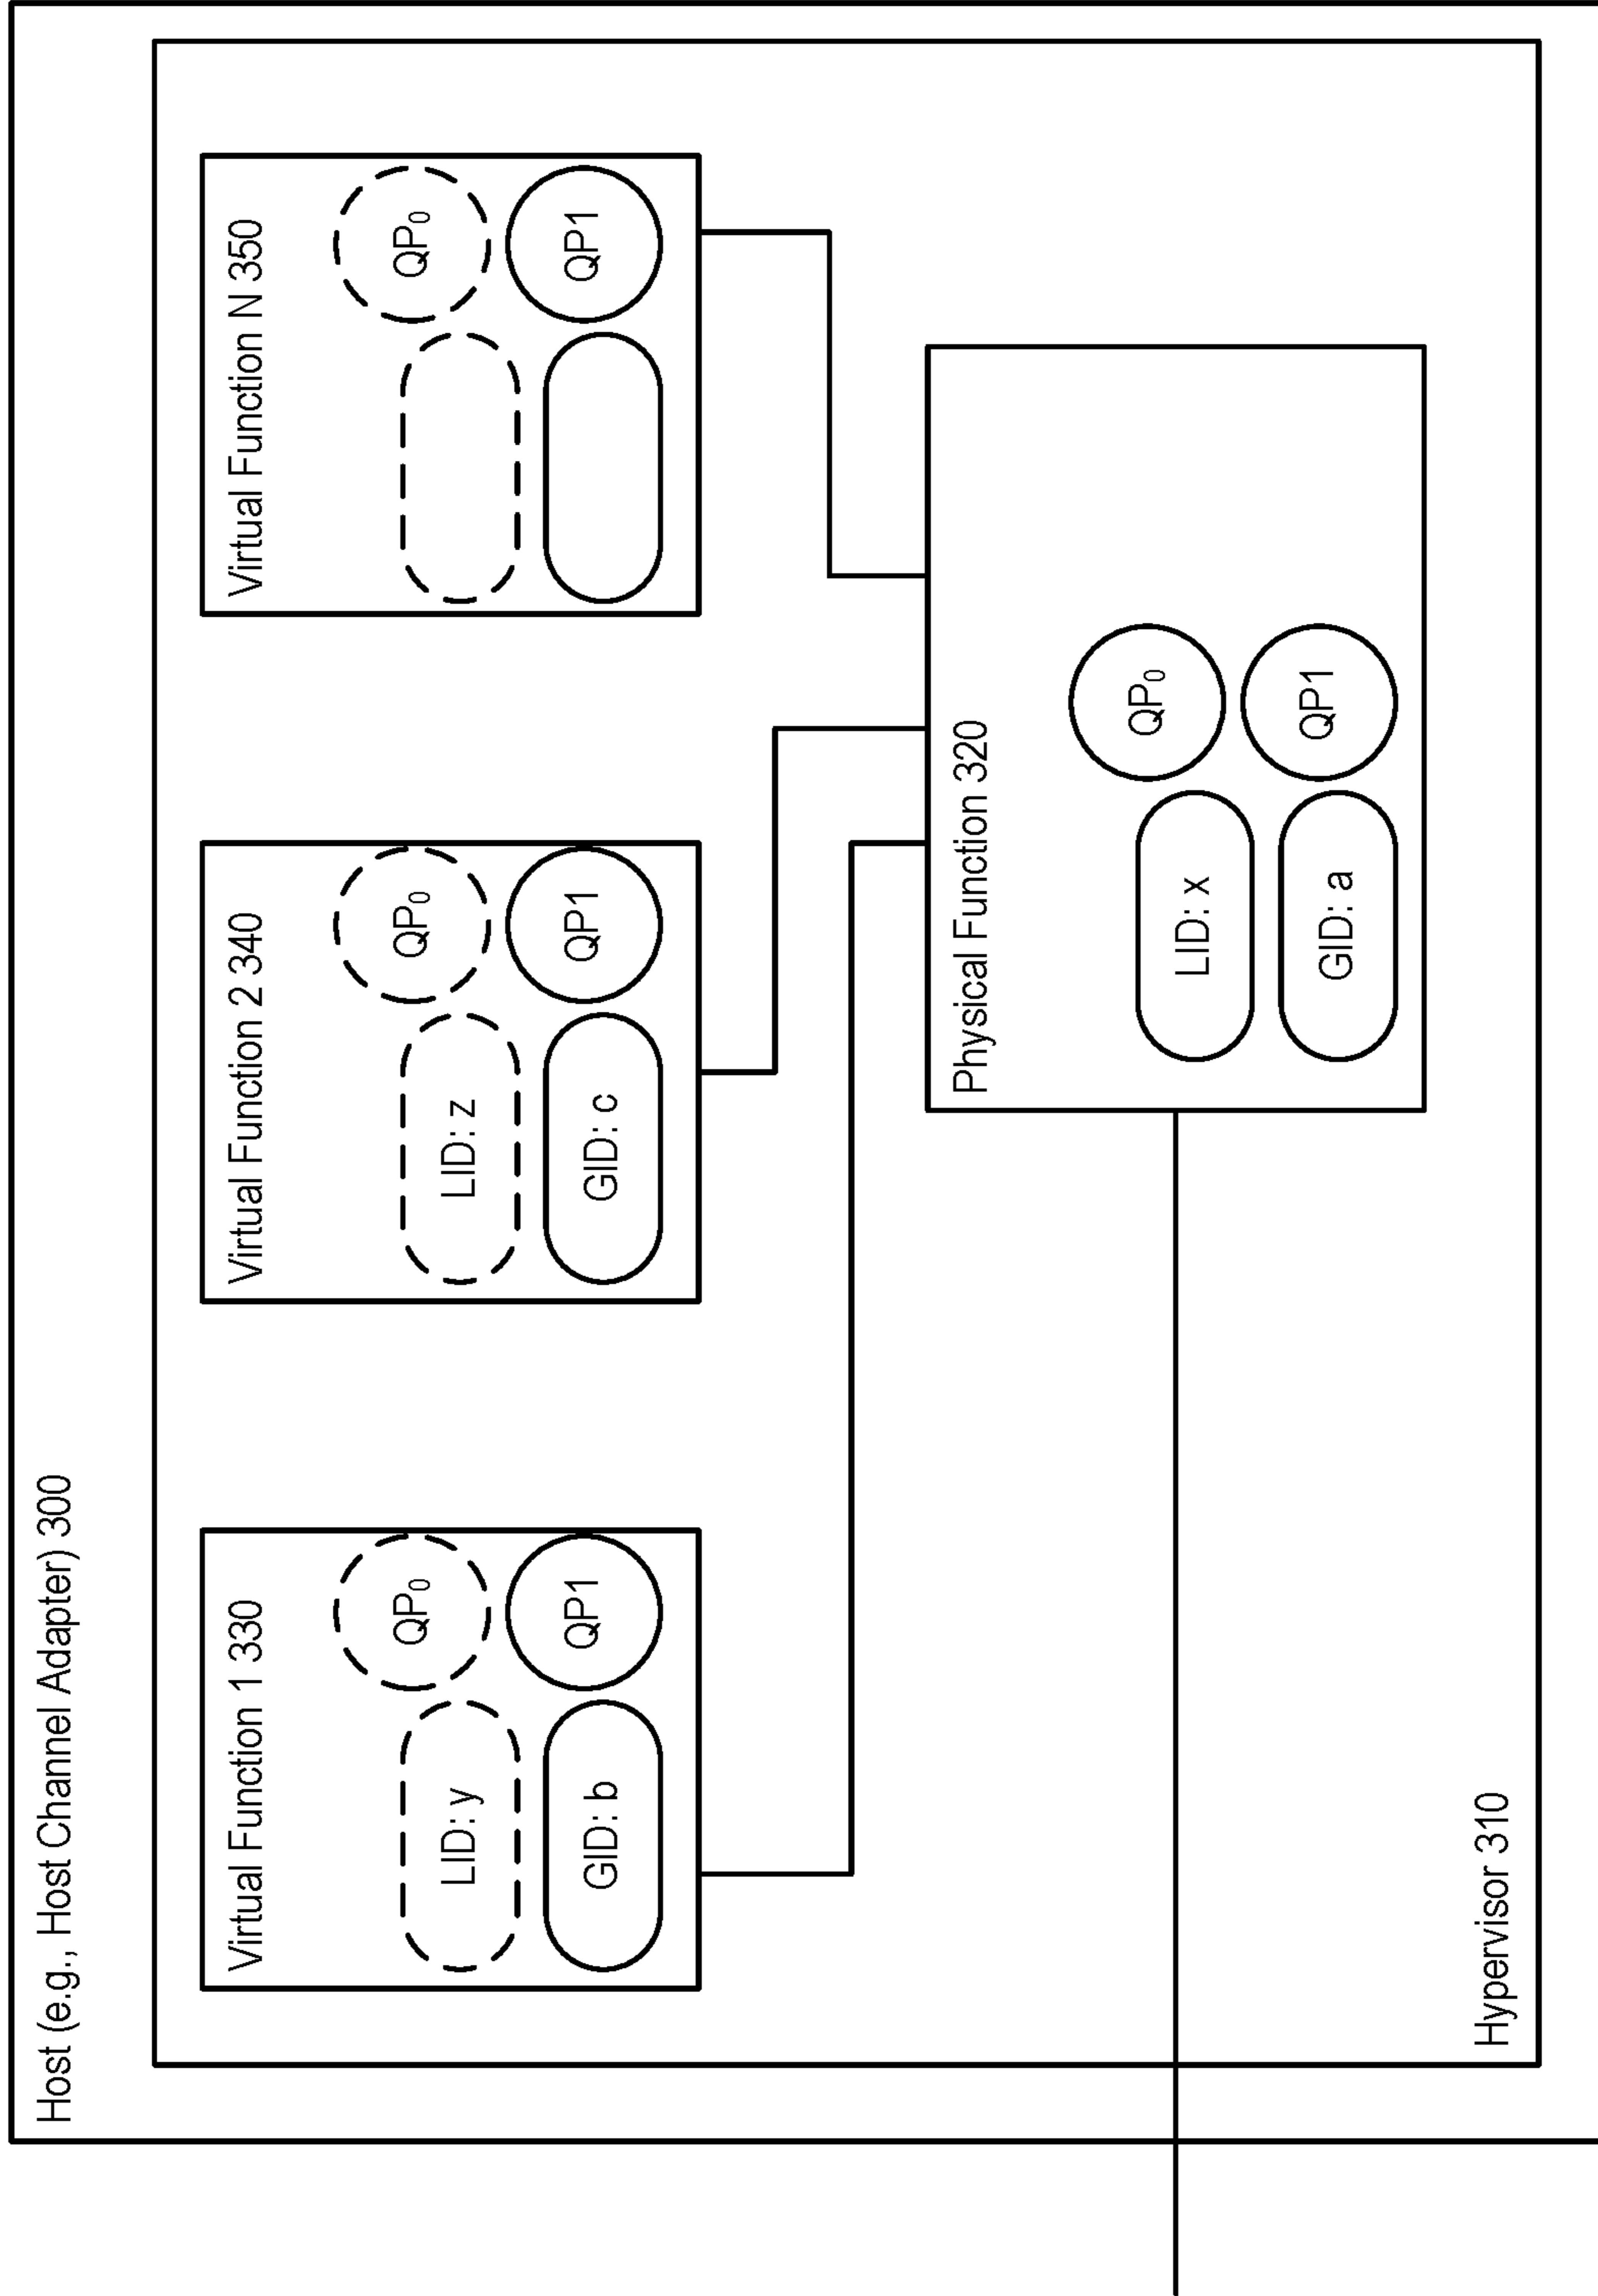 Host (e.g., Host Channel Adapter) 300
Virtual Function 1 330
LID: y
QP0
GID: b
QP1
Virtual Function 2 340
LID: z
QP0
GID: c
QP1
Virtual Function N 350
QP0
QP1
Physical Function 320
LID: x
QP0
GID: a
QP1
Hypervisor 310